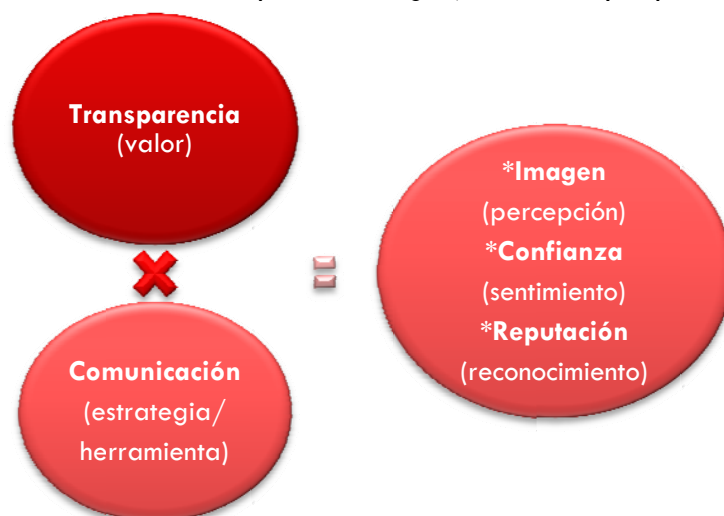 Transparencia
(valor)
Comunicación
(estrategia/
herramienta)
*Imagen
(percepción)
*Confianza
(sentimiento)
*Reputación
(reconocimiento)